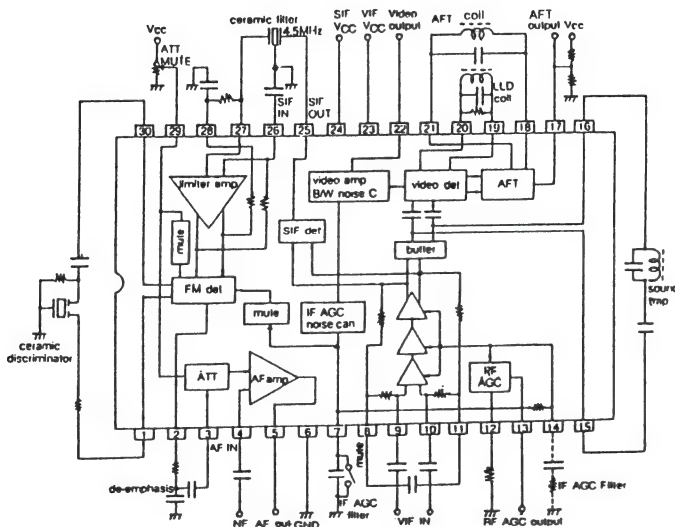 ceramic filter
4.5MHz
SIF VCC
VIF VCC
Video output
AFT
coil
AFT output
Vcc
Vcc
ATT
MUTE
SIF IN
SIF OUT
LLD coil
30 29 28 27 26 25 24 23 22 21 20 19 18 17 16
limiter amp
video amp
B/W noise C
video det
AFT
mute
SIF det
buffer
FM det
mute
IF AGC
noise can
ceramic
discriminator
sound
trap
ATT
AF amp
RF
AGC
1 2 3 4 5 6 7 8 9 10 11 12 13 14 15
AF IN
mute
de-emphasis
NF
AF out
GND
IF AGC
filter
VIF IN
RF AGC output
IF AGC Filter